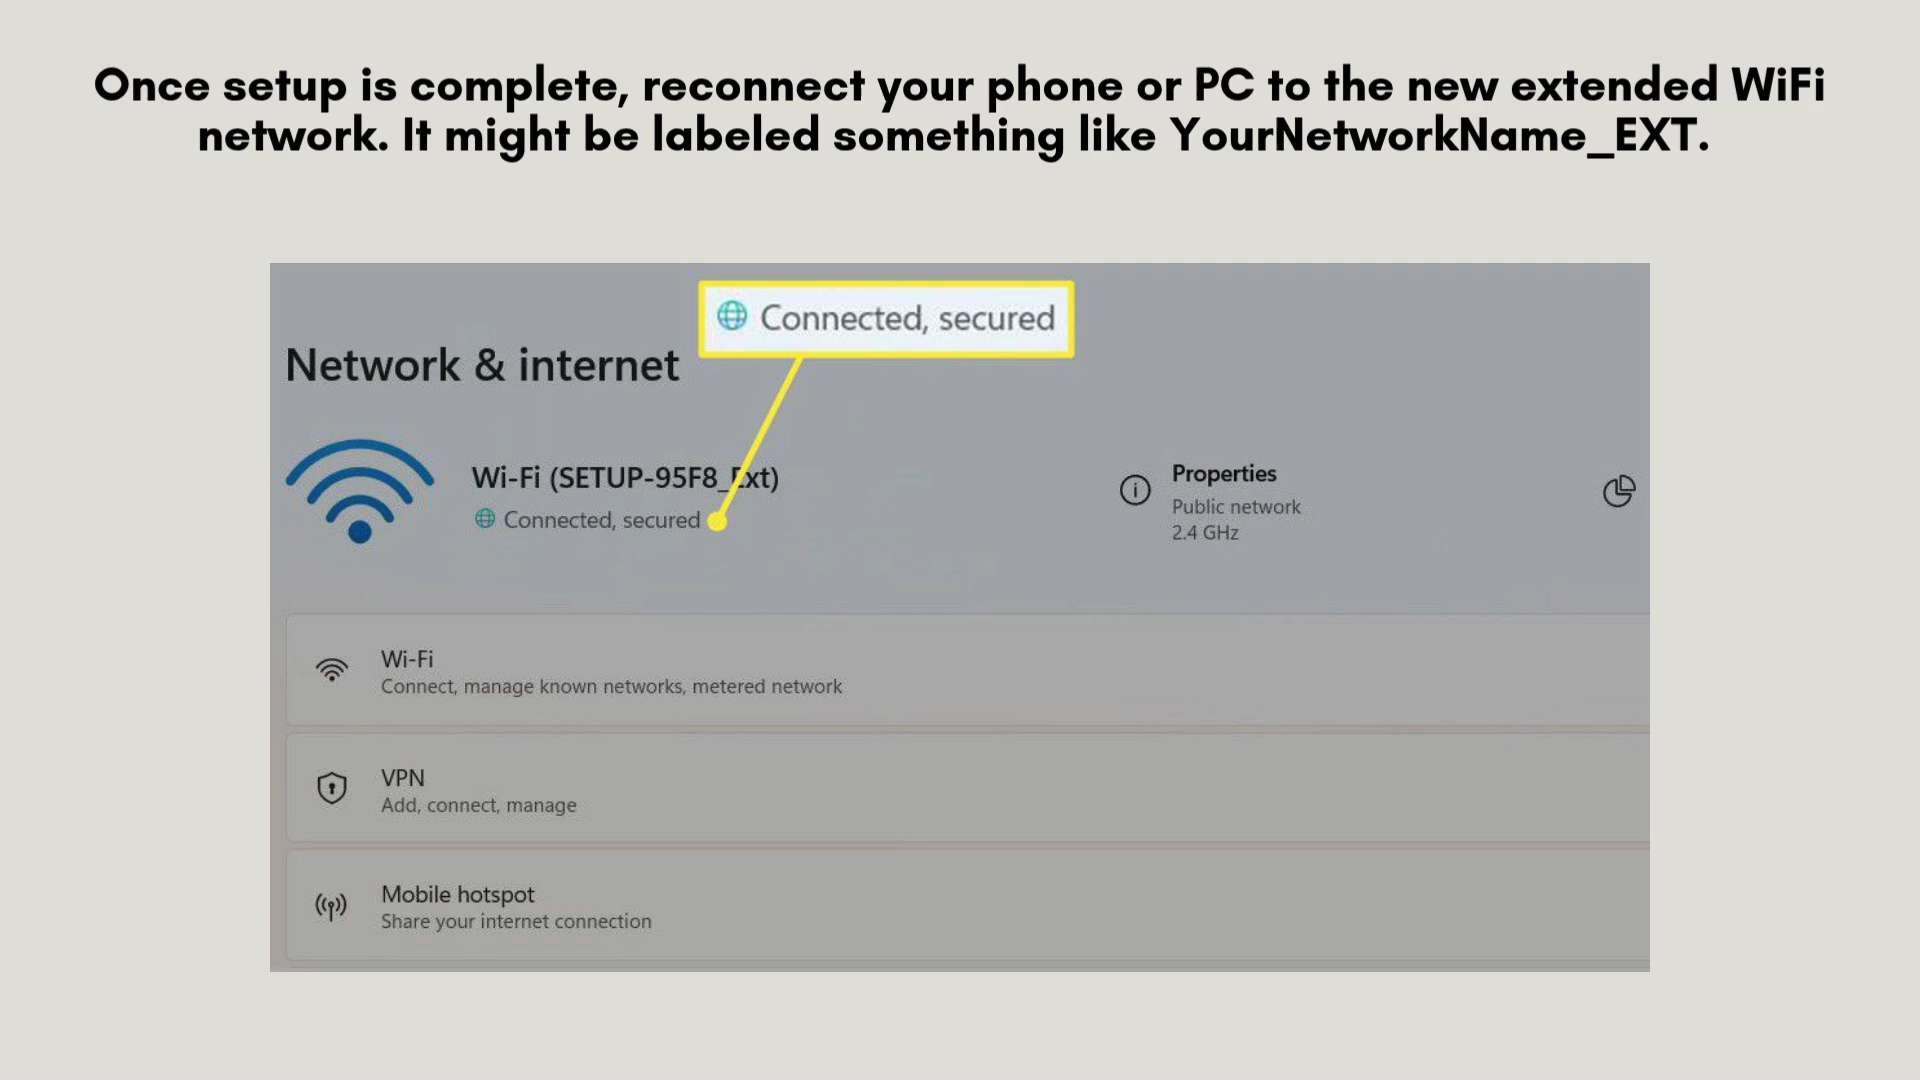 Once setup is complete, reconnect your phone or PC to the new extended WiFi
network. It might be labeled something like YourNetworkName_EXT.
Connected, secured
Network & internet
Wi-Fi (SETUP-95F8_Ext)
Connected, secured
Properties
Public network
2.4 GHz
Wi-Fi
Connect, manage known networks, metered network
VPN
Add, connect, manage
Mobile hotspot
Share your internet connection